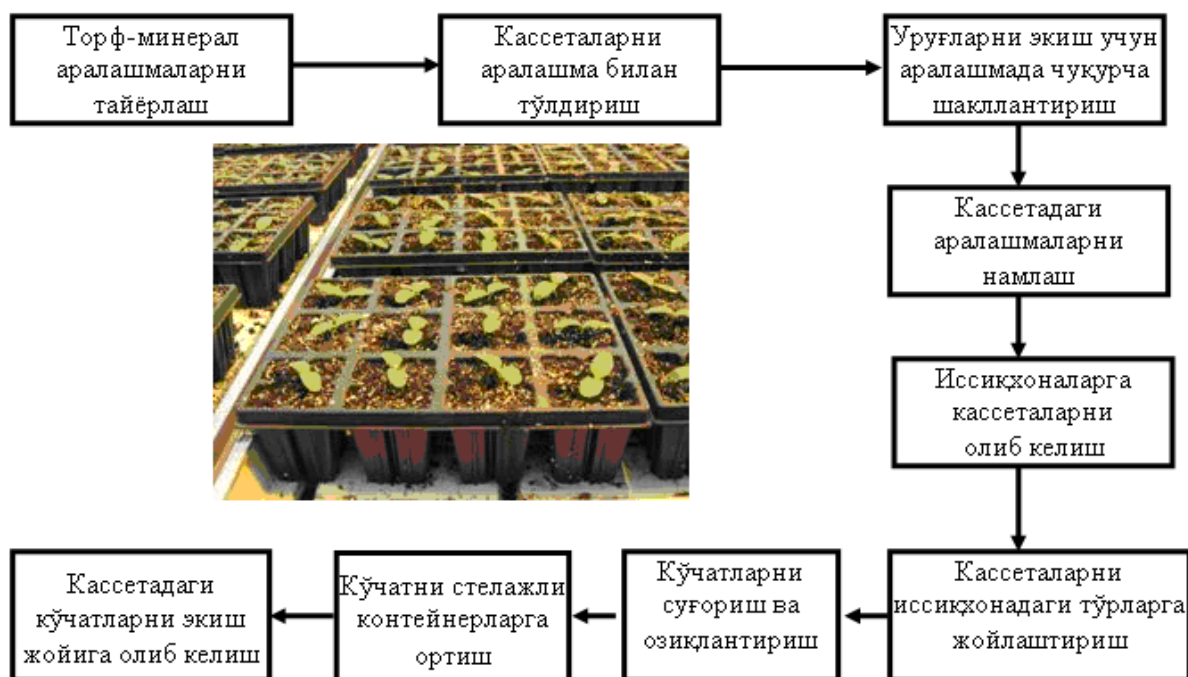 Торф-минерал
аралашмаларни
тайёрлаш
Кассеталарни
аралашма билан
тўлдириш
Уруғларни экиш учун
аралашмада чуқурча
шакллантириш
Кассетадаги
аралашмаларни
намлаш
Иссиқхоналарга
кассеталарни
олиб келиш
Кассеталарни
иссиқхонадаги тўрларга
жойлаштириш
Кўчатларни
суғориш ва
озиқлантириш
Кўчатни стелажли
контейнерларга
ортиш
Кассетадаги
кўчатларни экиш
жойига олиб келиш